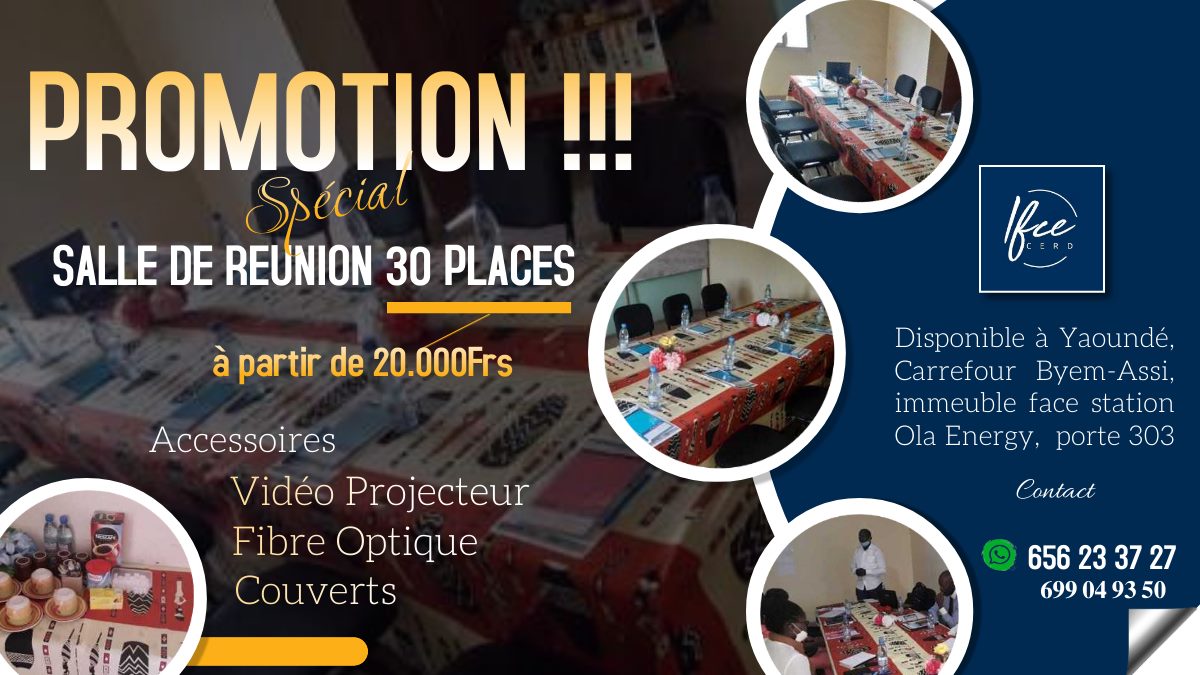 PROMOTION !!!
Spécial
SALLE DE REUNION 30 PLACES
à partir de 20.000Frs
Accessoires
Vidéo Projecteur
Fibre Optique
Couverts
NESCAFÉ
Ifce
CERD
Disponible à Yaoundé,
Carrefour Byem-Assi,
immeuble face station
Ola Energy, porte 303
Contact
656 23 37 27
699 04 93 50